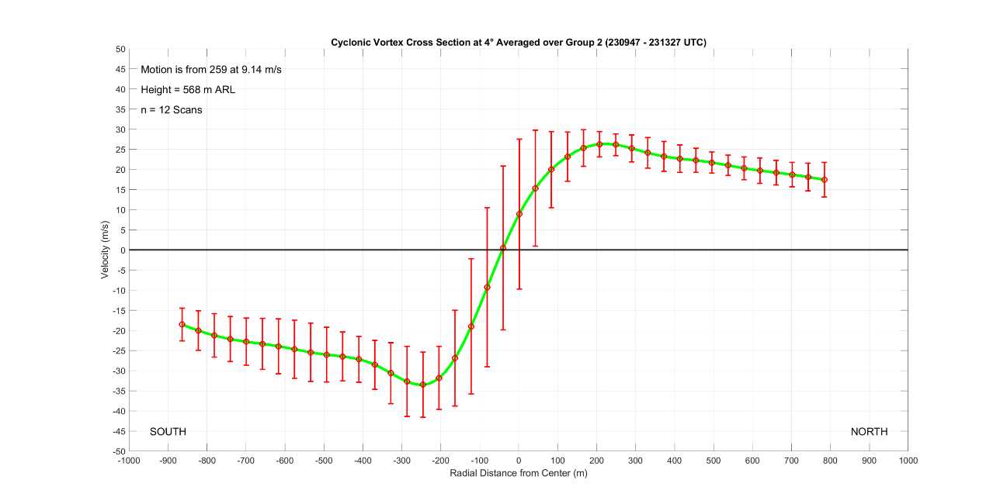 Cyclonic Vortex Cross Section at 4° Averaged over Group 2 (230947 - 231327 UTC)
50
45
40
35
30
25
20
15
10
5
0
-5
-10
-15
-20
-25
-30
-35
-40
-45
-50
Velocity (m/s)
Motion is from 259 at 9.14 m/s
Height = 568 m ARL
n = 12 Scans
SOUTH NORTH
-1000 -900 -800 -700 -600 -500 -400 -300 -200 -100 0 100 200 300 400 500 600 700 800 900 1000
Radial Distance from Center (m)